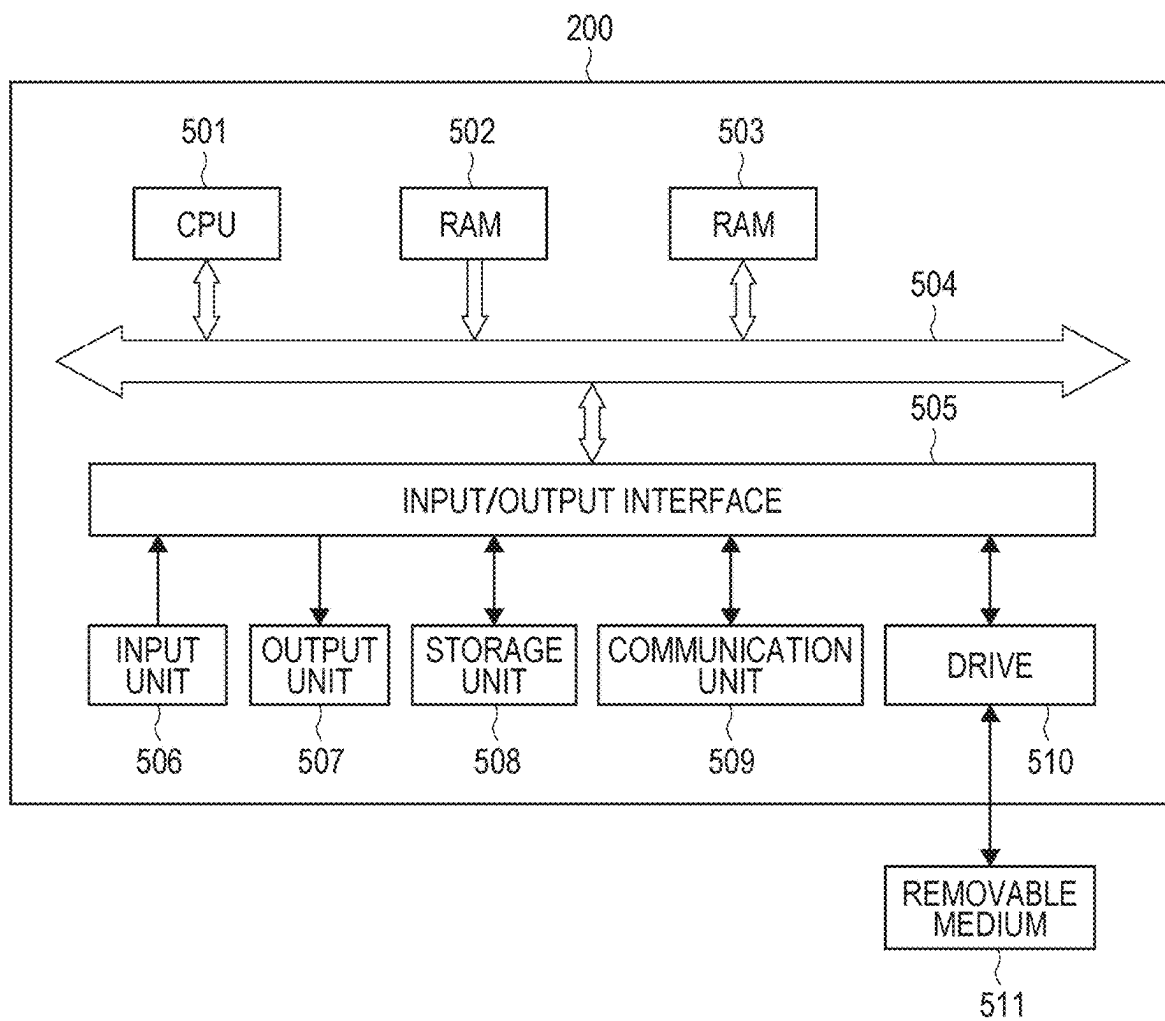 200
501
502
503
CPU
RAM
RAM
504
505
INPUT/OUTPUT INTERFACE
INPUT
UNIT
OUTPUT
UNIT
STORAGE
UNIT
COMMUNICATION
UNIT
DRIVE
506
507
508
509
510
REMOVABLE
MEDIUM
511